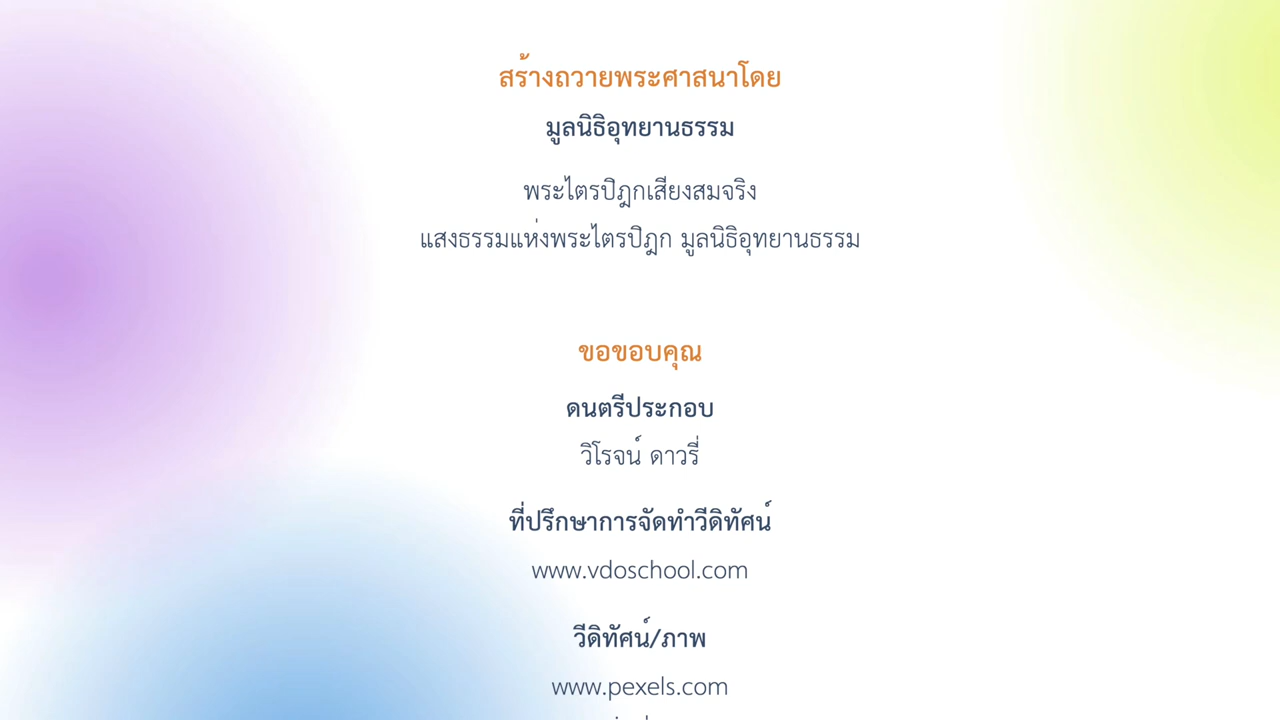 สร้างถวายพระศาสนาโดย
มูลนิธิอุทยานธรรม
พระไตรปิฎกเสียงสมจริง
แสงธรรมแห่งพระไตรปิฎก มูลนิธิอุทยานธรรม
ขอขอบคุณ
ดนตรีประกอบ
วิโรจน์ ดาวรี่
ที่ปรึกษาการจัดทำวีดิทัศน์
www.vdoschool.com
วีดิทัศน์/ภาพ
www.pexels.com